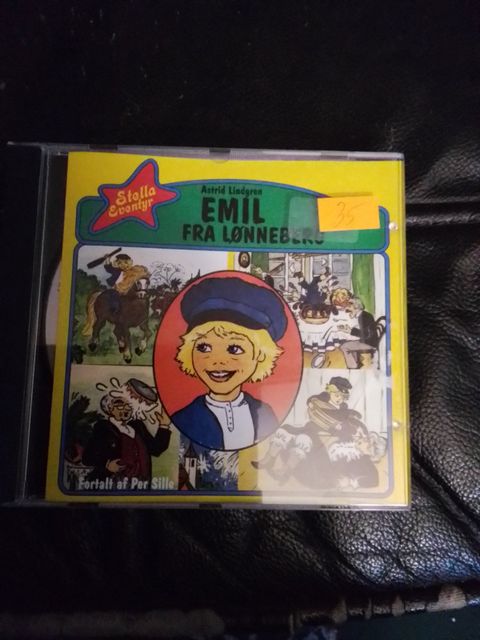 Stella
Eventyr
Astrid Lindgren
EMIL
35
FRA LØNNEBERG
Fortalt af Per Sille